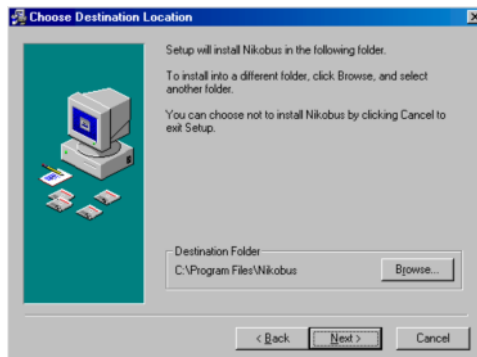 Choose Destination Location
Setup will install Nikobus in the following folder.
To install into a different folder, click Browse, and select
another folder.
You can choose not to install Nikobus by clicking Cancel to
exit Setup.
Destination Folder
C:\Program Files\Nikobus
Browse...
< Back
Next >
Cancel